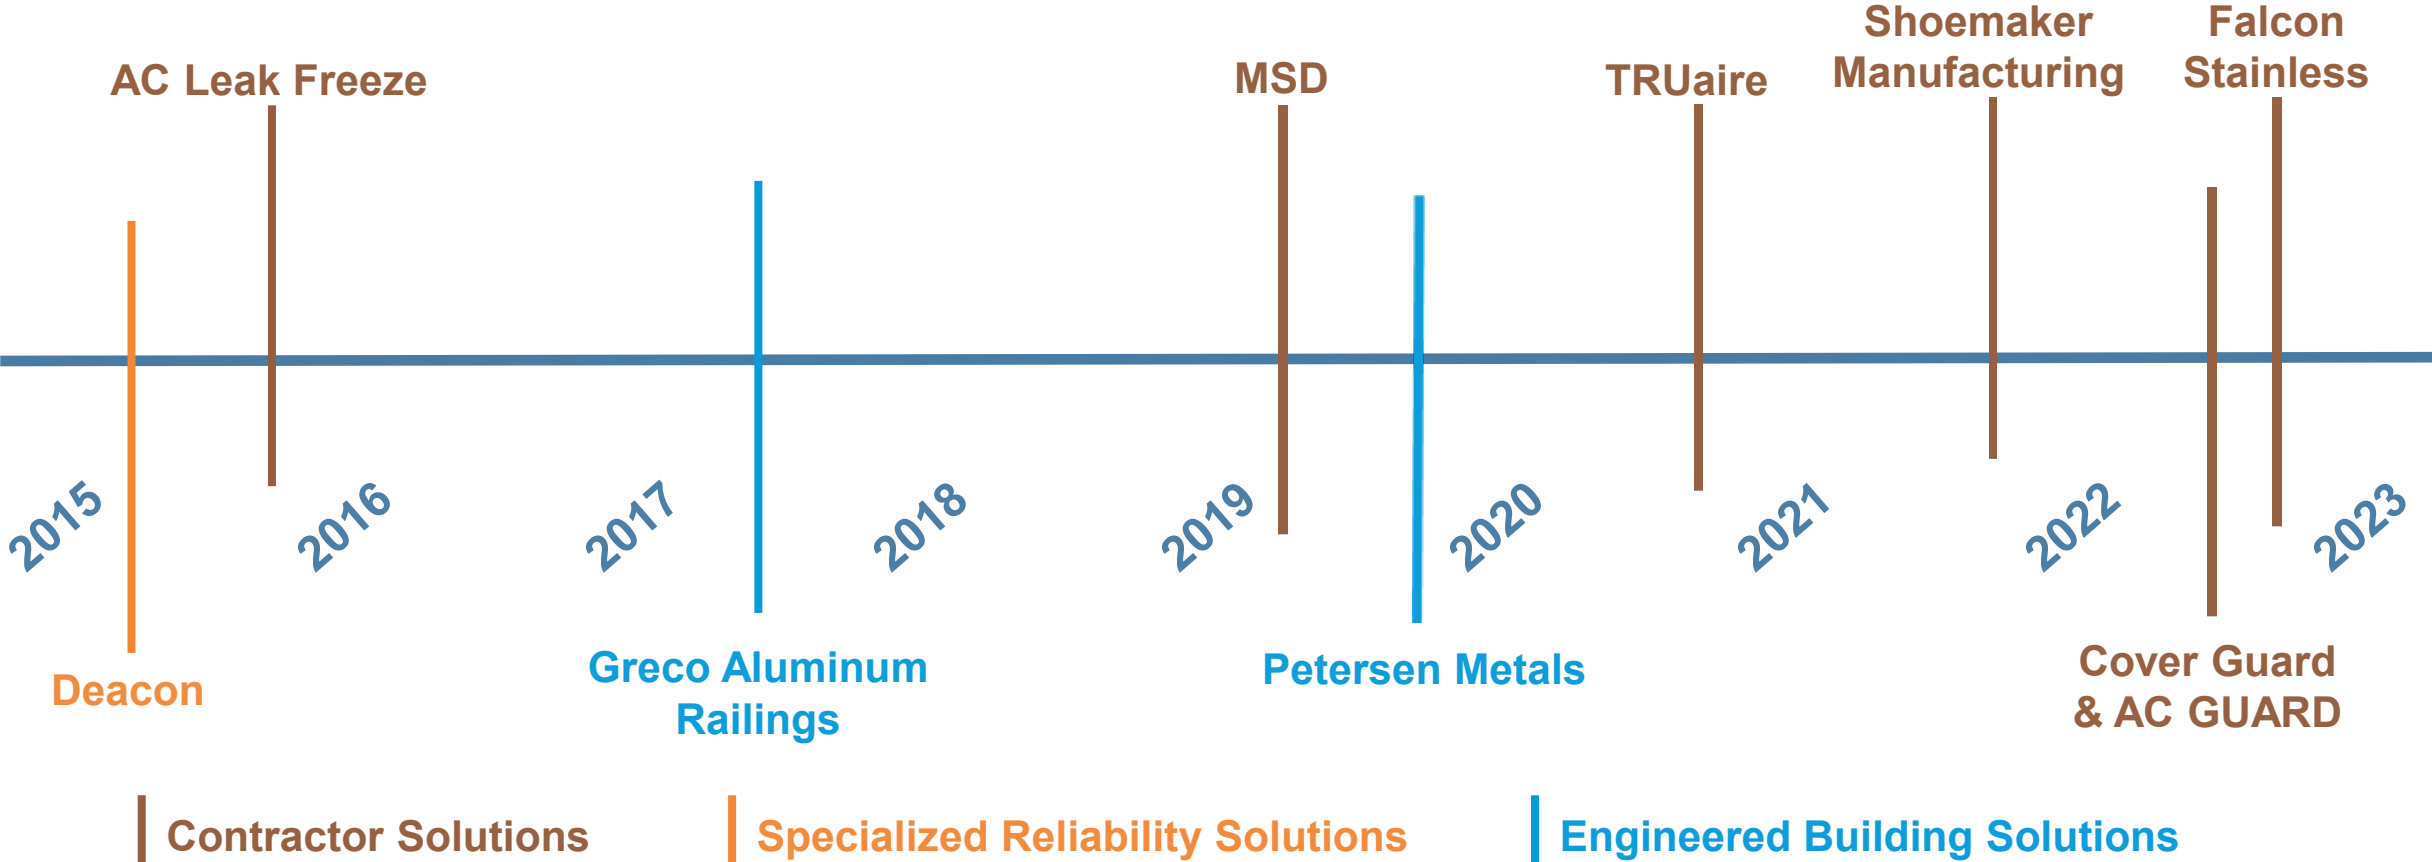 Shoemaker
Manufacturing
Falcon
Stainless
AC Leak Freeze
MSD
TRUaire
2015
2016
2017
2018
2019
2020
2021
2022
2023
Deacon
Greco Aluminum
Railings
Petersen Metals
Cover Guard
& AC GUARD
Contractor Solutions
Specialized Reliability Solutions
Engineered Building Solutions